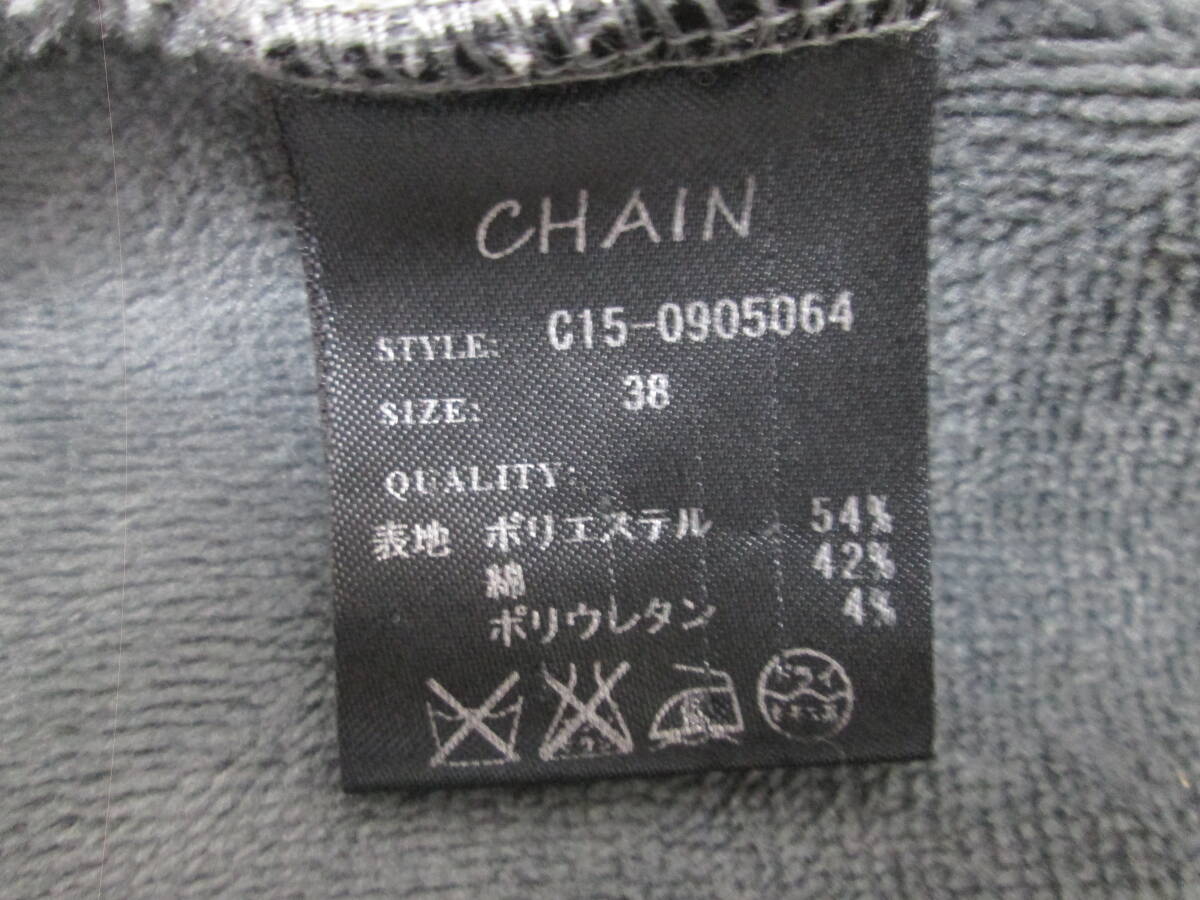 CHAIN
STYLE: C15-0905064
SIZE: 38
QUALITY:
表地 ポリエステル 54%
綿 42%
ポリウレタン 4%
ドライ